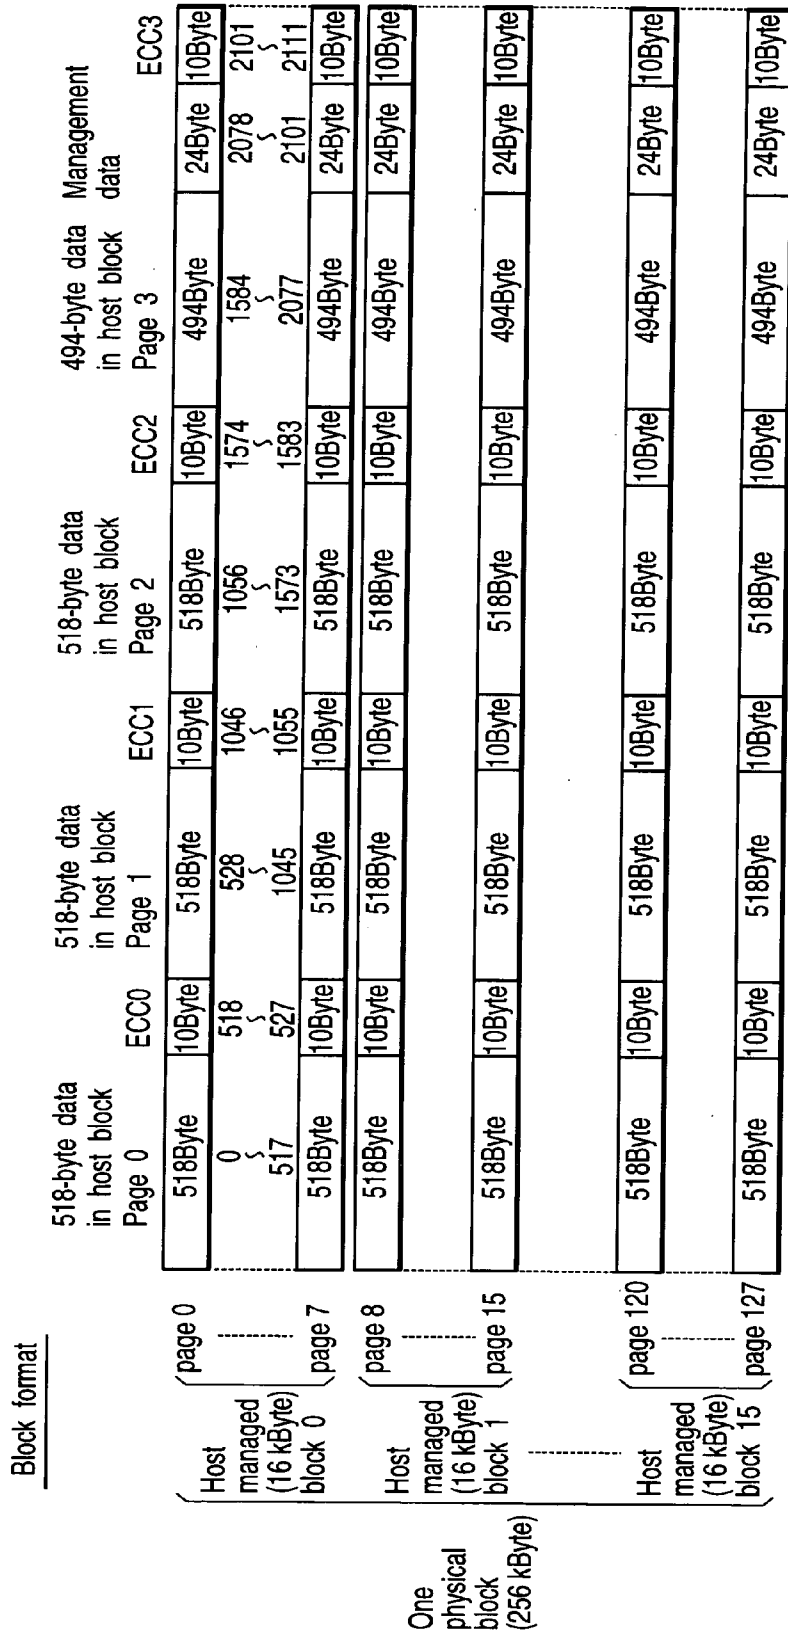 Block format
518-byte data
in host block
Page 0
ECC0
518-byte data
in host block
Page 1
ECC1
518-byte data
in host block
Page 2
ECC2
494-byte data
in host block
Page 3
Management
data
ECC3
One
physical
block
(256 kByte)
Host
managed
(16 kByte)
block 0
page 0
518Byte 10Byte 518Byte 10Byte 518Byte 10Byte 494Byte 24Byte 10Byte
0 518 528 1046 1056 1574 1584 2078 2101
~ ~ ~ ~ ~ ~ ~ ~ ~
517 527 1045 1055 1573 1583 2077 2101 2111
page 7
518Byte 10Byte 518Byte 10Byte 518Byte 10Byte 494Byte 24Byte 10Byte
Host
managed
(16 kByte)
block 1
page 8
518Byte 10Byte 518Byte 10Byte 518Byte 10Byte 494Byte 24Byte 10Byte
page 15
518Byte 10Byte 518Byte 10Byte 518Byte 10Byte 494Byte 24Byte 10Byte
Host
managed
(16 kByte)
block 15
page 120
518Byte 10Byte 518Byte 10Byte 518Byte 10Byte 494Byte 24Byte 10Byte
page 127
518Byte 10Byte 518Byte 10Byte 518Byte 10Byte 494Byte 24Byte 10Byte